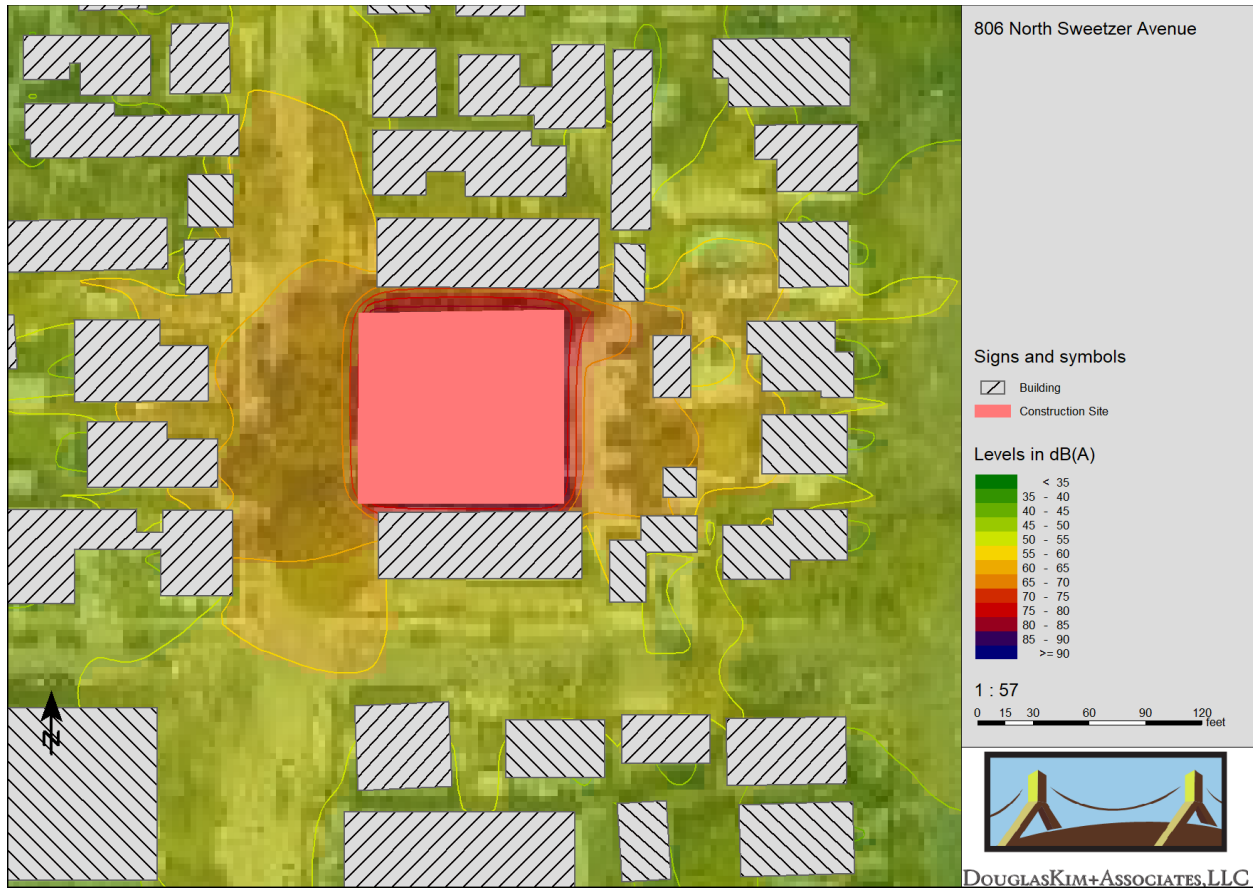 806 North Sweetzer Avenue
Signs and symbols
Building
Construction Site
Levels in dB(A)
< 35
35 - 40
40 - 45
45 - 50
50 - 55
55 - 60
60 - 65
65 - 70
70 - 75
75 - 80
80 - 85
85 - 90
>= 90
1 : 57
0 15 30 60 90 120
feet
N
DOUGLASKIM+ASSOCIATES,LLC